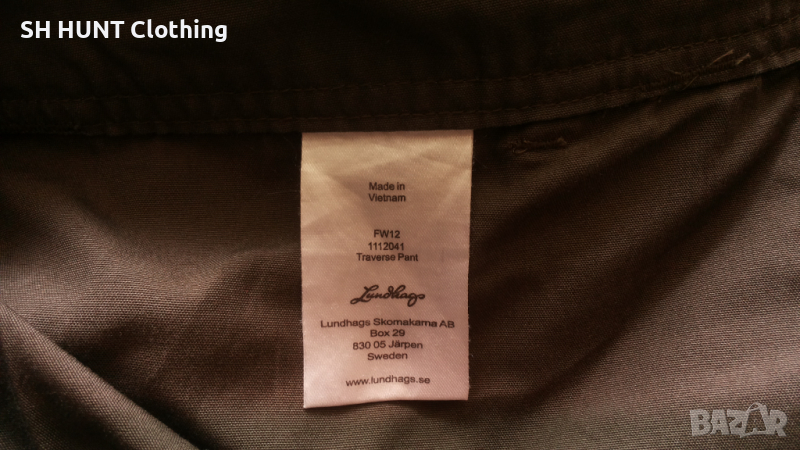 SH HUNT Clothing
Made in
Vietnam
FW12
1112041
Traverse Pant
Lundhags
Lundhags Skomakarna AB
Box 29
830 05 Järpen
Sweden
www.lundhags.se
BAZAR